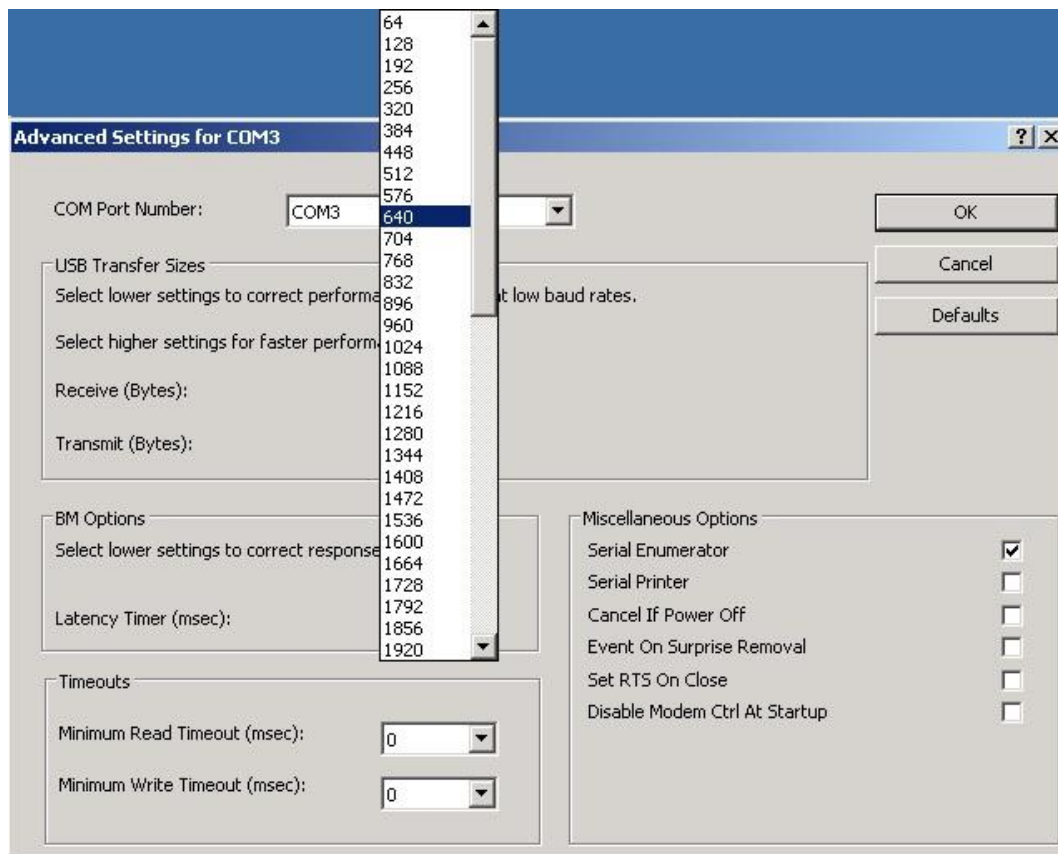 64
128
192
256
320
384
448
512
576
640
704
768
832
896
960
1024
1088
1152
1216
1280
1344
1408
1472
1536
1600
1664
1728
1792
1856
1920
Advanced Settings for COM3
COM Port Number:
COM3
OK
Cancel
Defaults
USB Transfer Sizes
Select lower settings to correct performa t low baud rates.
Select higher settings for faster perform
Receive (Bytes):
Transmit (Bytes):
BM Options
Select lower settings to correct response
Latency Timer (msec):
Timeouts
Minimum Read Timeout (msec):
0
Minimum Write Timeout (msec):
0
Miscellaneous Options
Serial Enumerator
Serial Printer
Cancel If Power Off
Event On Surprise Removal
Set RTS On Close
Disable Modem Ctrl At Startup